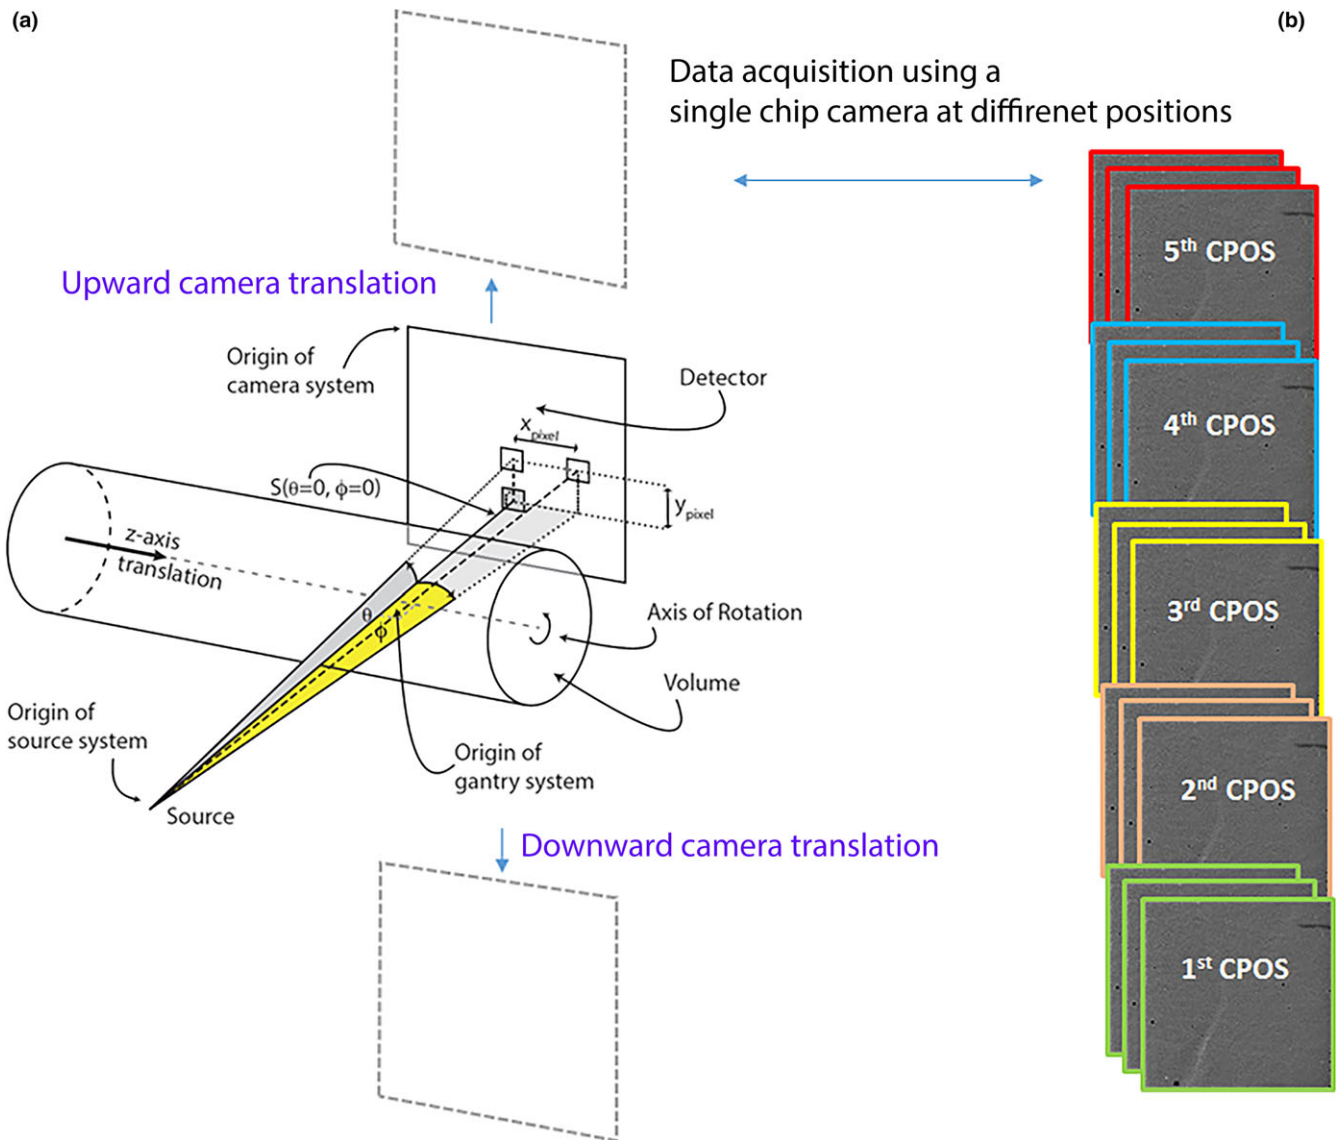 (a)
(b)
Data acquisition using a
single chip camera at diffirenet positions
Upward camera translation
Origin of
camera system
Detector
x pixel
S(θ=0, ϕ=0)
y pixel
z-axis
translation
θ
ϕ
Axis of Rotation
Volume
Origin of
source system
Origin of
gantry system
Source
Downward camera translation
5th CPOS
4th CPOS
3rd CPOS
2nd CPOS
1st CPOS